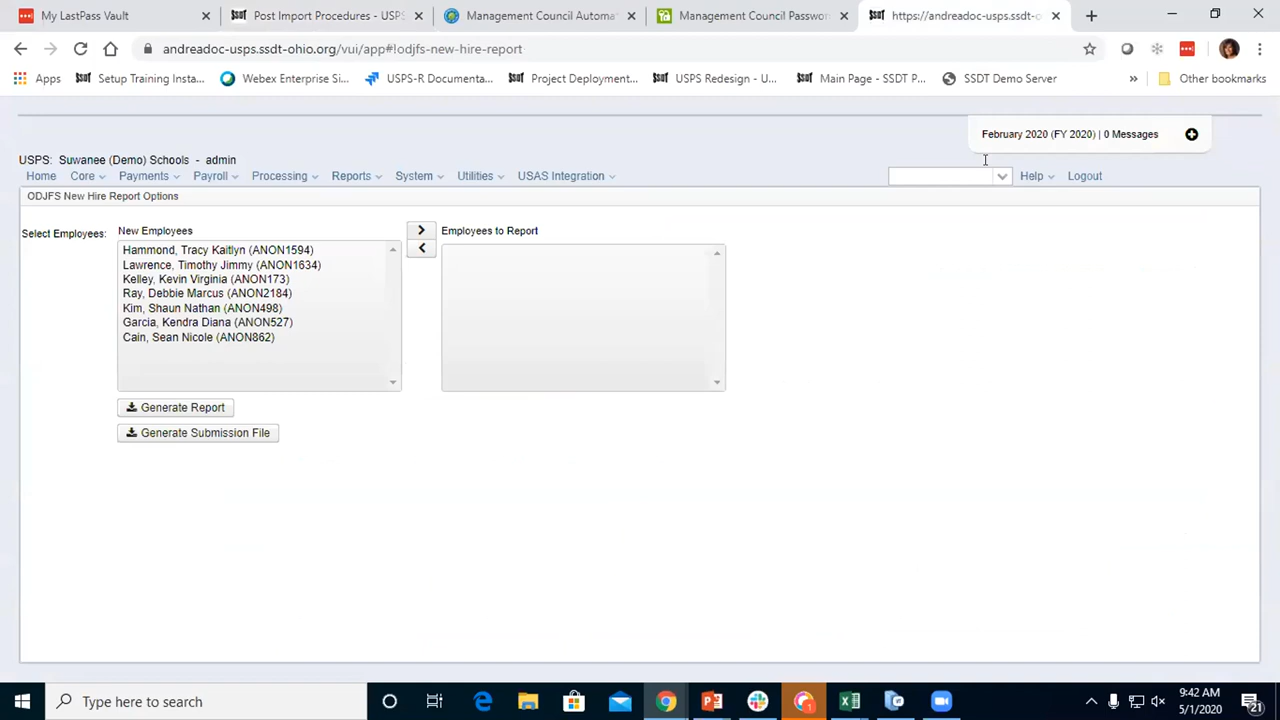 My LastPass Vault
Post Import Procedures - USPS
Management Council Automa
Management Council Passwor
https://andreadoc-usps.ssdt-o
andreadoc-usps.ssdt-ohio.org/vui/app#!odjfs-new-hire-report
Apps
Setup Training Insta...
Webex Enterprise Si...
USPS-R Documenta...
Project Deployment...
USPS Redesign - U...
Main Page - SSDT P...
SSDT Demo Server
»
Other bookmarks
February 2020 (FY 2020) | 0 Messages
USPS: Suwanee (Demo) Schools - admin
Home Core Payments Payroll Processing Reports System Utilities USAS Integration Help Logout
ODJFS New Hire Report Options
Select Employees:
New Employees
Employees to Report
Hammond, Tracy Kaitlyn (ANON1594)
Lawrence, Timothy Jimmy (ANON1634)
Kelley, Kevin Virginia (ANON173)
Ray, Debbie Marcus (ANON2184)
Kim, Shaun Nathan (ANON498)
Garcia, Kendra Diana (ANON527)
Cain, Sean Nicole (ANON862)
Generate Report
Generate Submission File
Type here to search
9:42 AM
5/1/2020
21